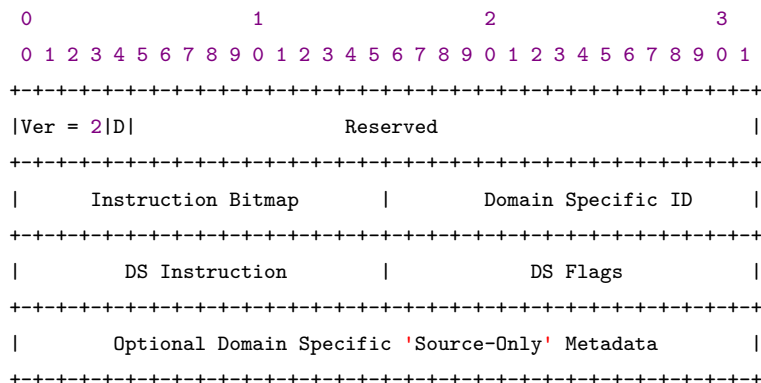 0                   1                   2                   3
0 1 2 3 4 5 6 7 8 9 0 1 2 3 4 5 6 7 8 9 0 1 2 3 4 5 6 7 8 9 0 1
+-+-+-+-+-+-+-+-+-+-+-+-+-+-+-+-+-+-+-+-+-+-+-+-+-+-+-+-+-+-+-+-+
|Ver = 2|D|                  Reserved                           |
+-+-+-+-+-+-+-+-+-+-+-+-+-+-+-+-+-+-+-+-+-+-+-+-+-+-+-+-+-+-+-+-+
|      Instruction Bitmap       |        Domain Specific ID     |
+-+-+-+-+-+-+-+-+-+-+-+-+-+-+-+-+-+-+-+-+-+-+-+-+-+-+-+-+-+-+-+-+
|         DS Instruction        |            DS Flags           |
+-+-+-+-+-+-+-+-+-+-+-+-+-+-+-+-+-+-+-+-+-+-+-+-+-+-+-+-+-+-+-+-+
|        Optional Domain Specific 'Source-Only' Metadata        |
+-+-+-+-+-+-+-+-+-+-+-+-+-+-+-+-+-+-+-+-+-+-+-+-+-+-+-+-+-+-+-+-+